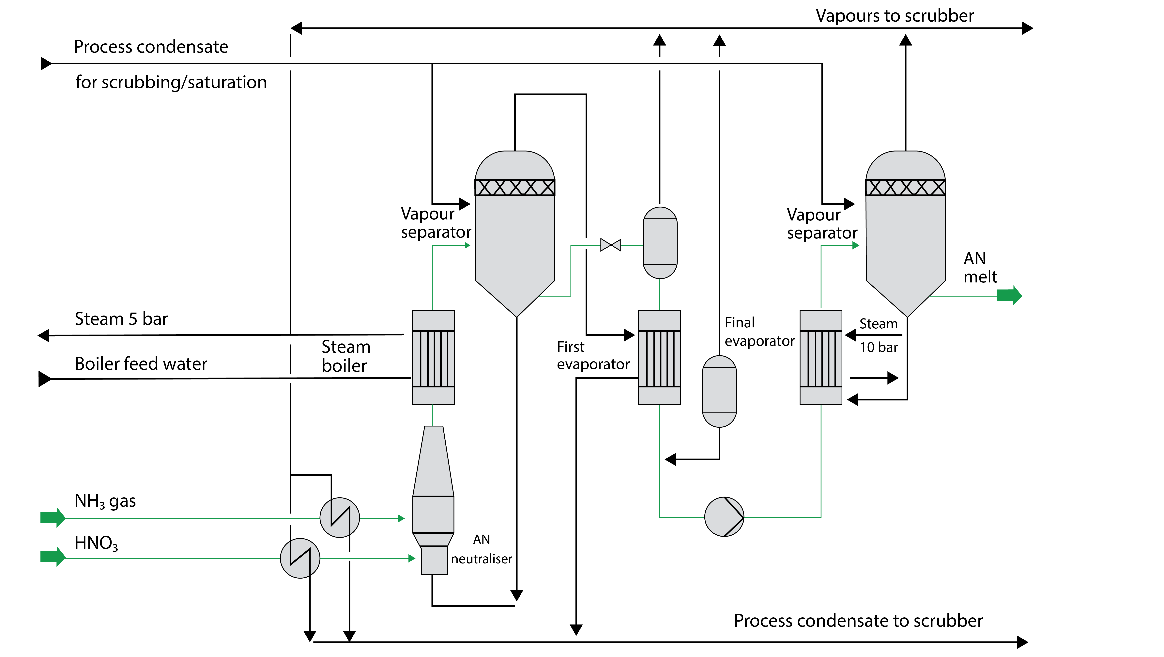 Vapours to scrubber
Process condensate
for scrubbing/saturation
Vapour
separator
Vapour
separator
AN
melt
Steam 5 bar
Steam
boiler
Boiler feed water
First
evaporator
Final
evaporator
Steam
10 bar
NH₃ gas
HNO₃
AN
neutraliser
Process condensate to scrubber